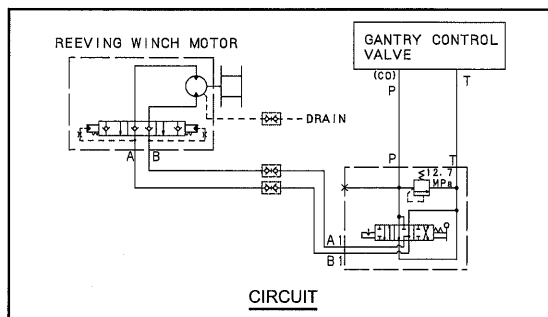 REEVING WINCH MOTOR
GANTRY CONTROL
VALVE
(CO)
P
T
DRAIN
A
B
P
T
12.7
MPa
A1
B1
CIRCUIT